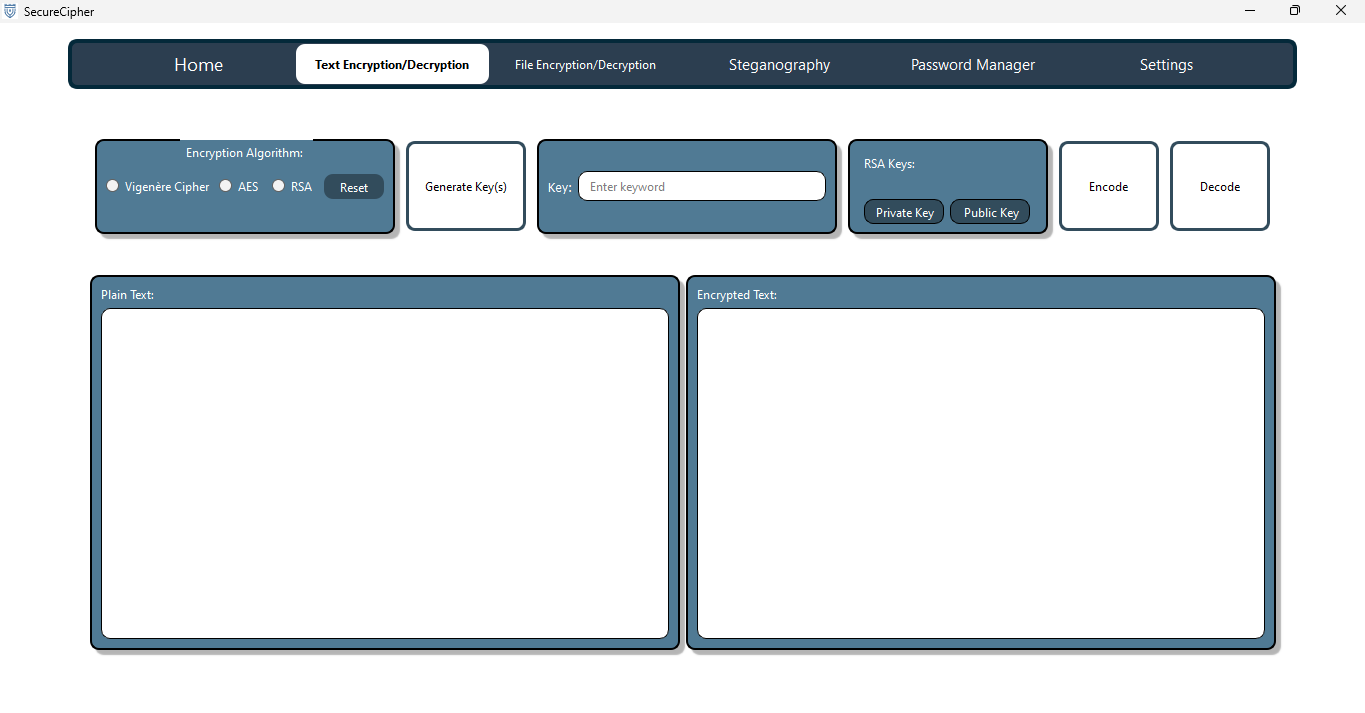 SecureCipher
Home
Text Encryption/Decryption
File Encryption/Decryption
Steganography
Password Manager
Settings
Encryption Algorithm:
Vigenère Cipher
AES
RSA
Reset
Generate Key(s)
Key:
Enter keyword
RSA Keys:
Private Key
Public Key
Encode
Decode
Plain Text:
Encrypted Text: